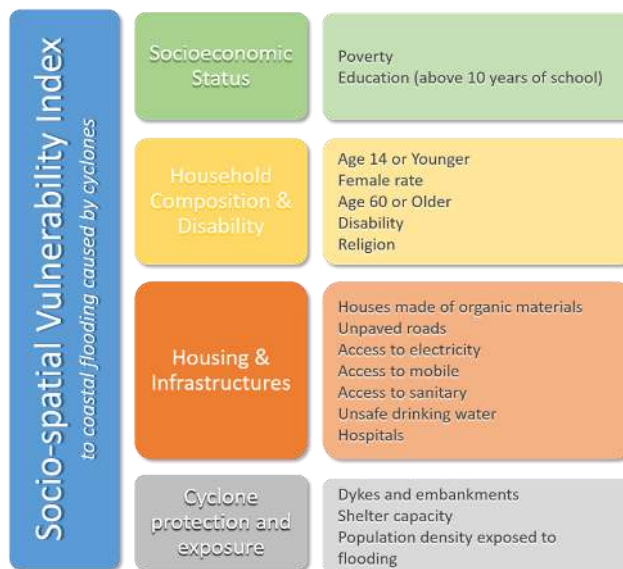 Socio-spatial Vulnerability Index
to coastal flooding caused by cyclones
Socioeconomic
Status
Poverty
Education (above 10 years of school)
Household
Composition &
Disability
Age 14 or Younger
Female rate
Age 60 or Older
Disability
Religion
Housing &
Infrastructures
Houses made of organic materials
Unpaved roads
Access to electricity
Access to mobile
Access to sanitary
Unsafe drinking water
Hospitals
Cyclone
protection and
exposure
Dykes and embankments
Shelter capacity
Population density exposed to
flooding